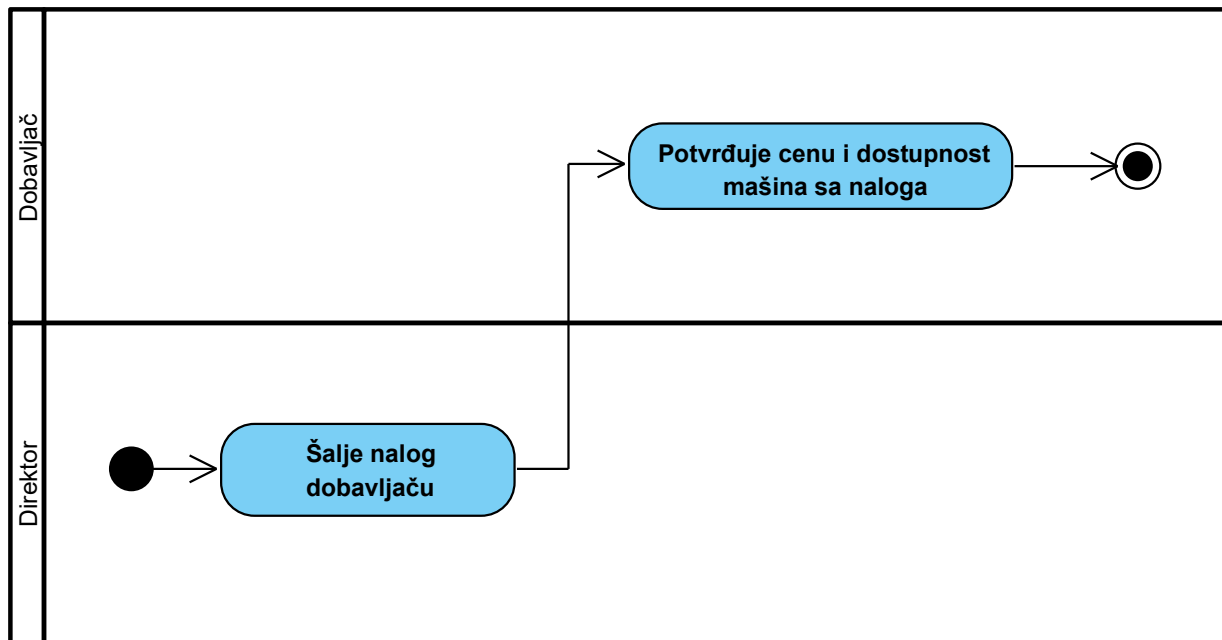 Dobavljač
Potvrđuje cenu i dostupnost
mašina sa naloga
Direktor
Šalje nalog
dobavljaču